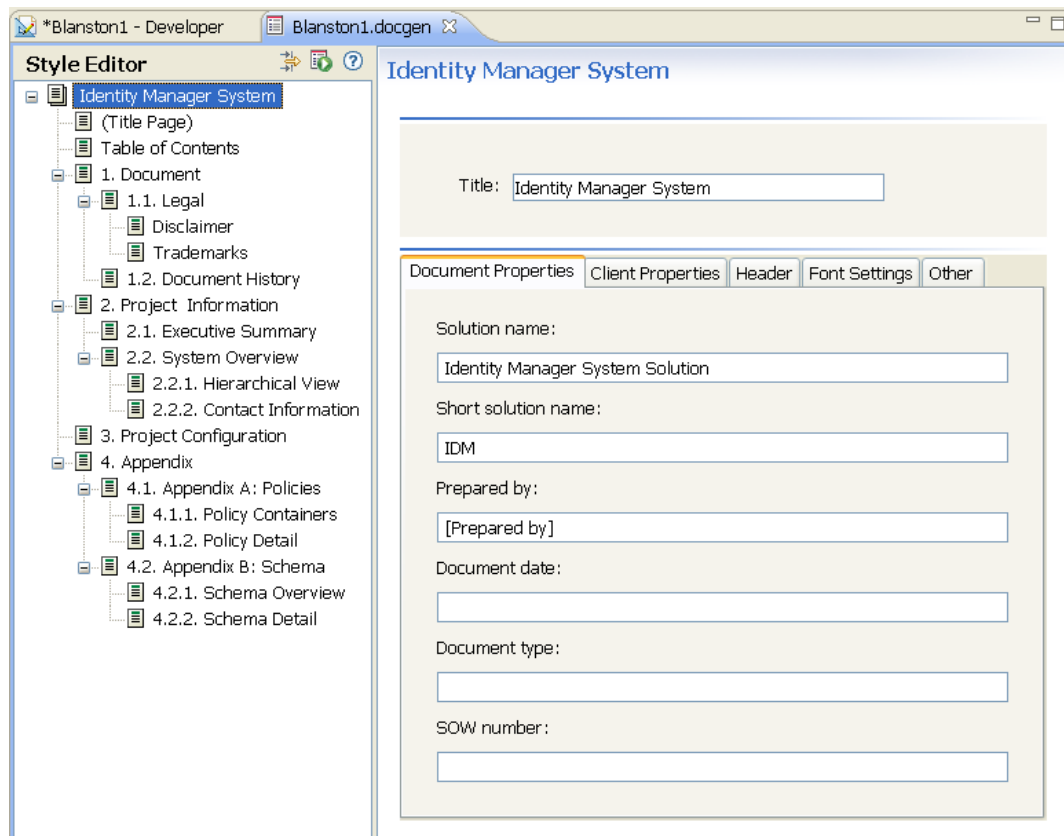 *Blanston1 - Developer
Blanston1.docgen
Style Editor
Identity Manager System
(Title Page)
Table of Contents
1. Document
1.1. Legal
Disclaimer
Trademarks
1.2. Document History
2. Project Information
2.1. Executive Summary
2.2. System Overview
2.2.1. Hierarchical View
2.2.2. Contact Information
3. Project Configuration
4. Appendix
4.1. Appendix A: Policies
4.1.1. Policy Containers
4.1.2. Policy Detail
4.2. Appendix B: Schema
4.2.1. Schema Overview
4.2.2. Schema Detail
Identity Manager System
Title: Identity Manager System
Document Properties Client Properties Header Font Settings Other
Solution name:
Identity Manager System Solution
Short solution name:
IDM
Prepared by:
[Prepared by]
Document date:
Document type:
SOW number: